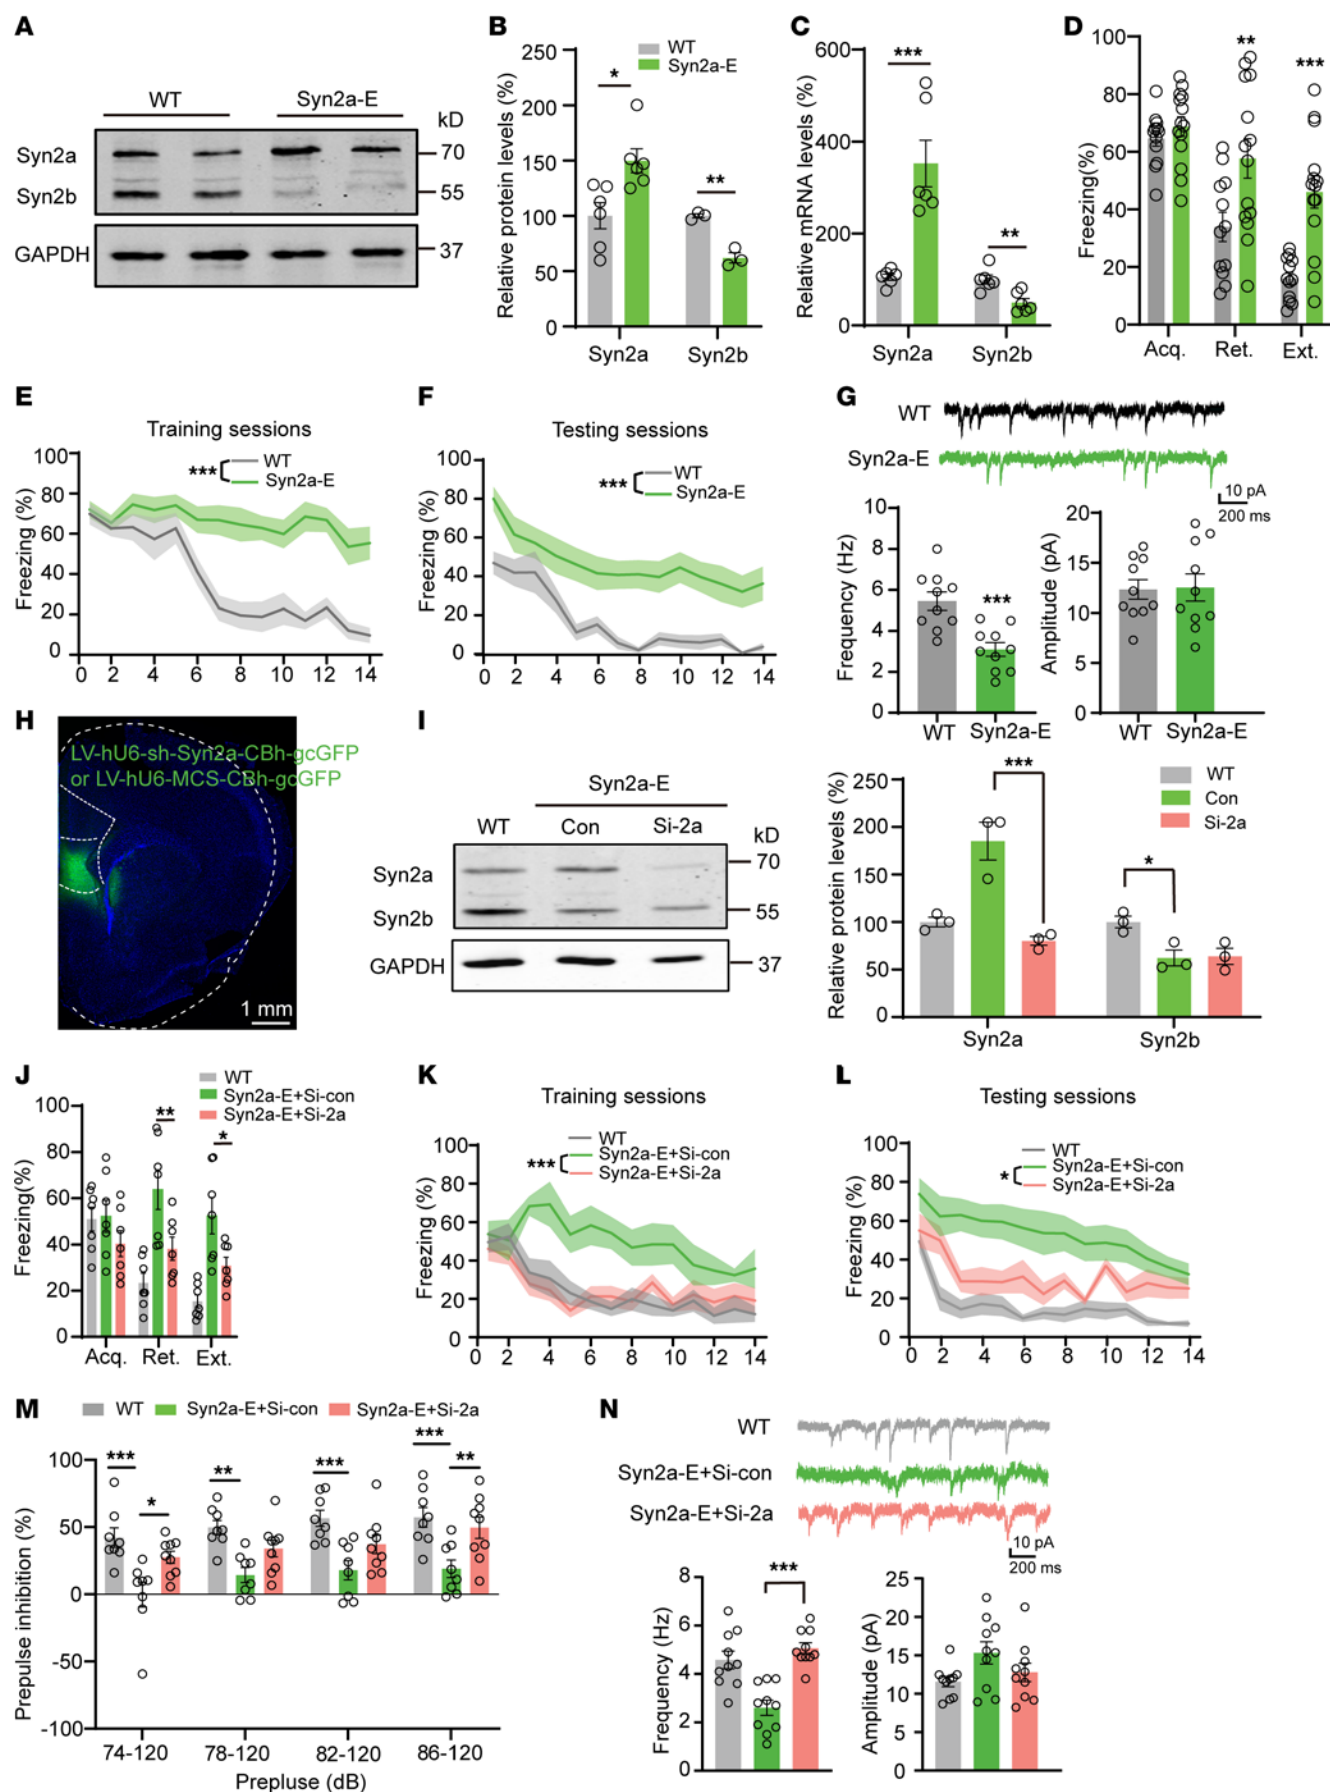 A
WT
Syn2a-E
kD
Syn2a
70
Syn2b
55
GAPDH
37
B
WT
Syn2a-E
Relative protein levels (%)
250
200
150
100
50
0
*
**
Syn2a
Syn2b
C
Relative mRNA levels (%)
600
400
200
0
***
**
Syn2a
Syn2b
D
Freezing(%)
100
80
60
40
20
0
**
***
Acq.
Ret.
Ext.
E
Training sessions
Freezing (%)
100
80
60
40
20
0
***
WT
Syn2a-E
2 4 6 8 10 12 14
F
Testing sessions
Freezing (%)
100
80
60
40
20
0
***
WT
Syn2a-E
0 2 4 6 8 10 12 14
G
WT
Syn2a-E
10 pA
200 ms
Frequency (Hz)
10
8
6
4
2
0
***
WT
Syn2a-E
Amplitude (pA)
20
15
10
5
0
WT
Syn2a-E
H
LV-hU6-sh-Syn2a-CBh-gcGFP
or LV-hU6-MCS-CBh-gcGFP
1 mm
I
Syn2a-E
WT
Con
Si-2a
kD
Syn2a
70
Syn2b
55
GAPDH
37
Relative protein levels (%)
250
200
150
100
50
0
***
*
WT
Con
Si-2a
Syn2a
Syn2b
J
WT
Syn2a-E+Si-con
Syn2a-E+Si-2a
Freezing(%)
100
80
60
40
20
0
**
*
Acq.
Ret.
Ext.
K
Training sessions
Freezing (%)
100
80
60
40
20
0
***
WT
Syn2a-E+Si-con
Syn2a-E+Si-2a
0 2 4 6 8 10 12 14
L
Testing sessions
Freezing (%)
100
80
60
40
20
0
*
WT
Syn2a-E+Si-con
Syn2a-E+Si-2a
0 2 4 6 8 10 12 14
M
WT
Syn2a-E+Si-con
Syn2a-E+Si-2a
Prepulse inhibition (%)
100
50
0
-50
-100
***
*
**
***
***
**
74-120
78-120
82-120
86-120
Prepluse (dB)
N
WT
Syn2a-E+Si-con
Syn2a-E+Si-2a
10 pA
200 ms
Frequency (Hz)
8
6
4
2
0
***
Amplitude (pA)
25
20
15
10
5
0